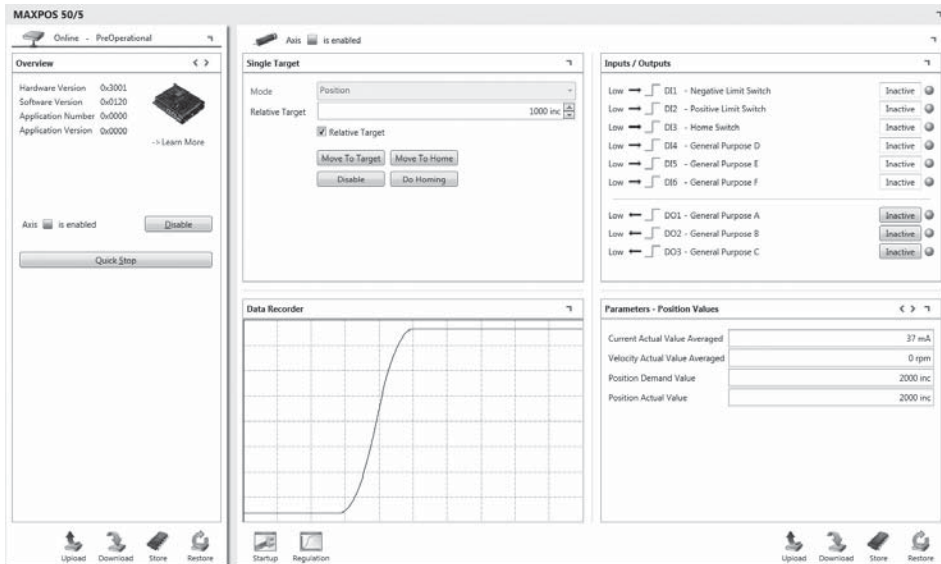 MAXPOS 50/5
Online - PreOperational
Overview
Hardware Version 0x3001
Software Version 0x0120
Application Number 0x0000
Application Version 0x0000
-> Learn More
Axis is enabled
Disable
Quick Stop
Upload
Download
Store
Restore
Axis is enabled
Single Target
Mode Position
Relative Target 1000 inc
Relative Target
Move To Target
Move To Home
Disable
Do Homing
Inputs / Outputs
Low DI1 - Negative Limit Switch Inactive
Low DI2 - Positive Limit Switch Inactive
Low DI3 - Home Switch Inactive
Low DI4 - General Purpose D Inactive
Low DI5 - General Purpose E Inactive
Low DI6 - General Purpose F Inactive
Low DO1 - General Purpose A Inactive
Low DO2 - General Purpose B Inactive
Low DO3 - General Purpose C Inactive
Data Recorder
Parameters - Position Values
Current Actual Value Averaged 37 mA
Velocity Actual Value Averaged 0 rpm
Position Demand Value 2000 inc
Position Actual Value 2000 inc
Startup
Regulation
Upload
Download
Store
Restore